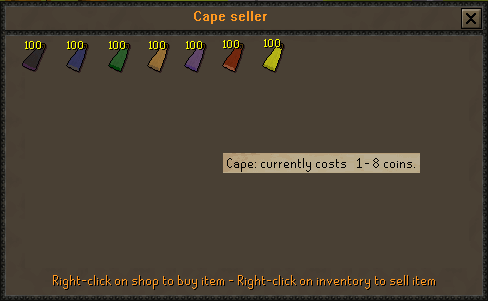 Cape seller
100 100 100 100 100 100 100
Cape: currently costs 1 - 8 coins.
Right-click on shop to buy item - Right-click on inventory to sell item